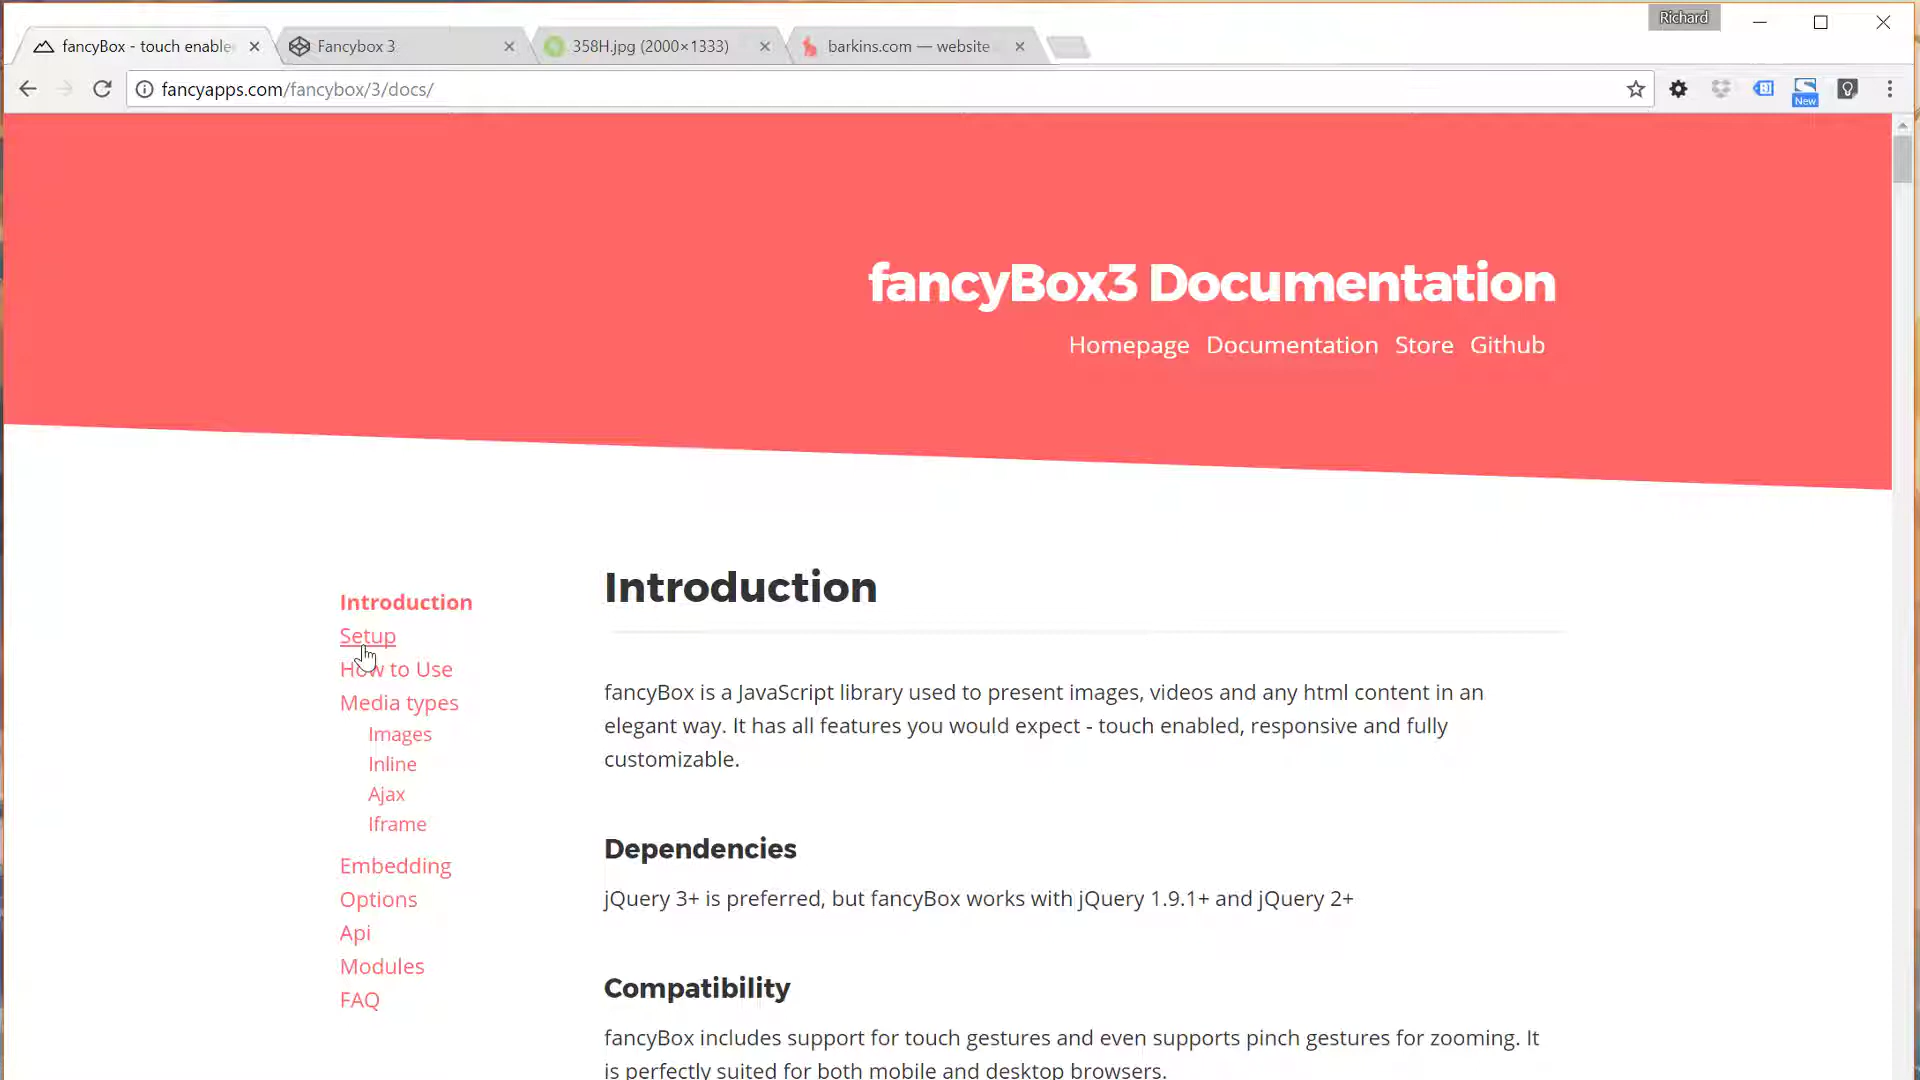 Richard
fancyBox - touch enable
Fancybox 3
358H.jpg (2000×1333)
barkins.com — website
fancyapps.com/fancybox/3/docs/
New
fancyBox3 Documentation
Homepage Documentation Store Github
Introduction
Setup
How to Use
Media types
Images
Inline
Ajax
Iframe
Embedding
Options
Api
Modules
FAQ
Introduction
fancyBox is a JavaScript library used to present images, videos and any html content in an
elegant way. It has all features you would expect - touch enabled, responsive and fully
customizable.
Dependencies
jQuery 3+ is preferred, but fancyBox works with jQuery 1.9.1+ and jQuery 2+
Compatibility
fancyBox includes support for touch gestures and even supports pinch gestures for zooming. It
is perfectly suited for both mobile and desktop browsers.